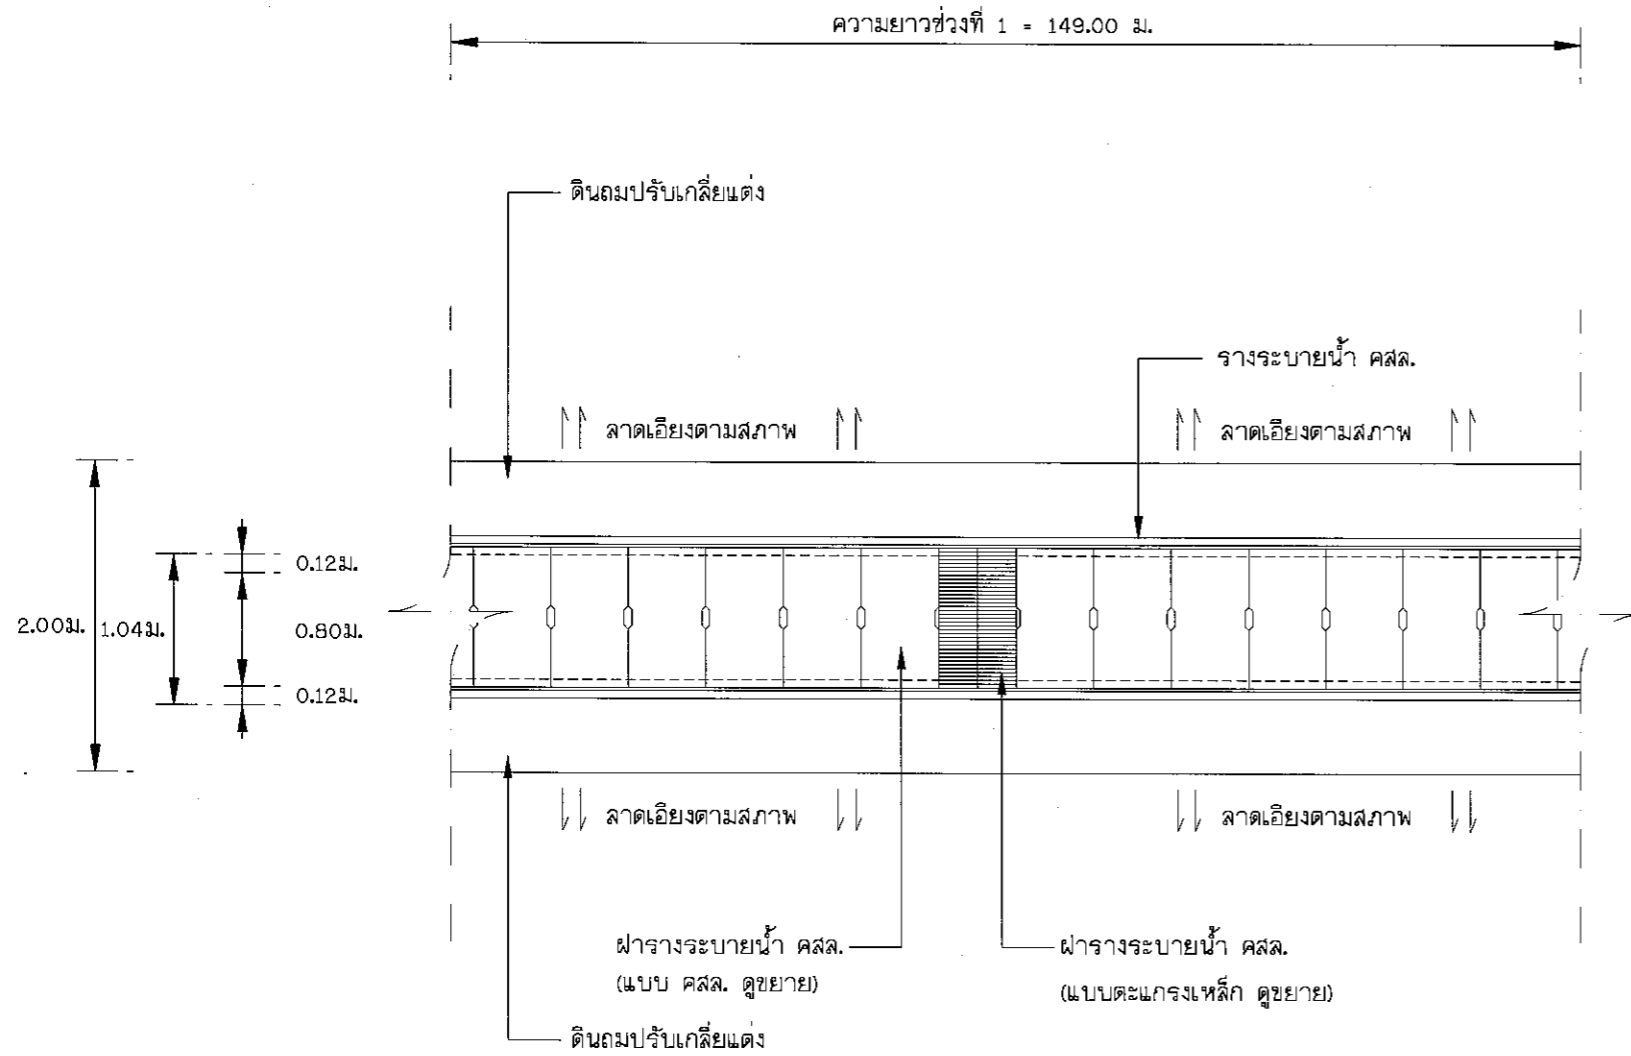 ความยาวช่วงที่ 1 = 149.00 ม.
ดินถมปรับเกลี่ยแต่ง
รางระบายน้ำ คสล.
ลาดเอียงตามสภาพ
ลาดเอียงตามสภาพ
0.12ม.
2.00ม.
1.04ม.
0.80ม.
0.12ม.
ลาดเอียงตามสภาพ
ลาดเอียงตามสภาพ
ฝารางระบายน้ำ คสล.
(แบบ คสล. ดูขยาย)
ฝารางระบายน้ำ คสล.
(แบบตะแกรงเหล็ก ดูขยาย)
ดินถมปรับเกลี่ยแต่ง